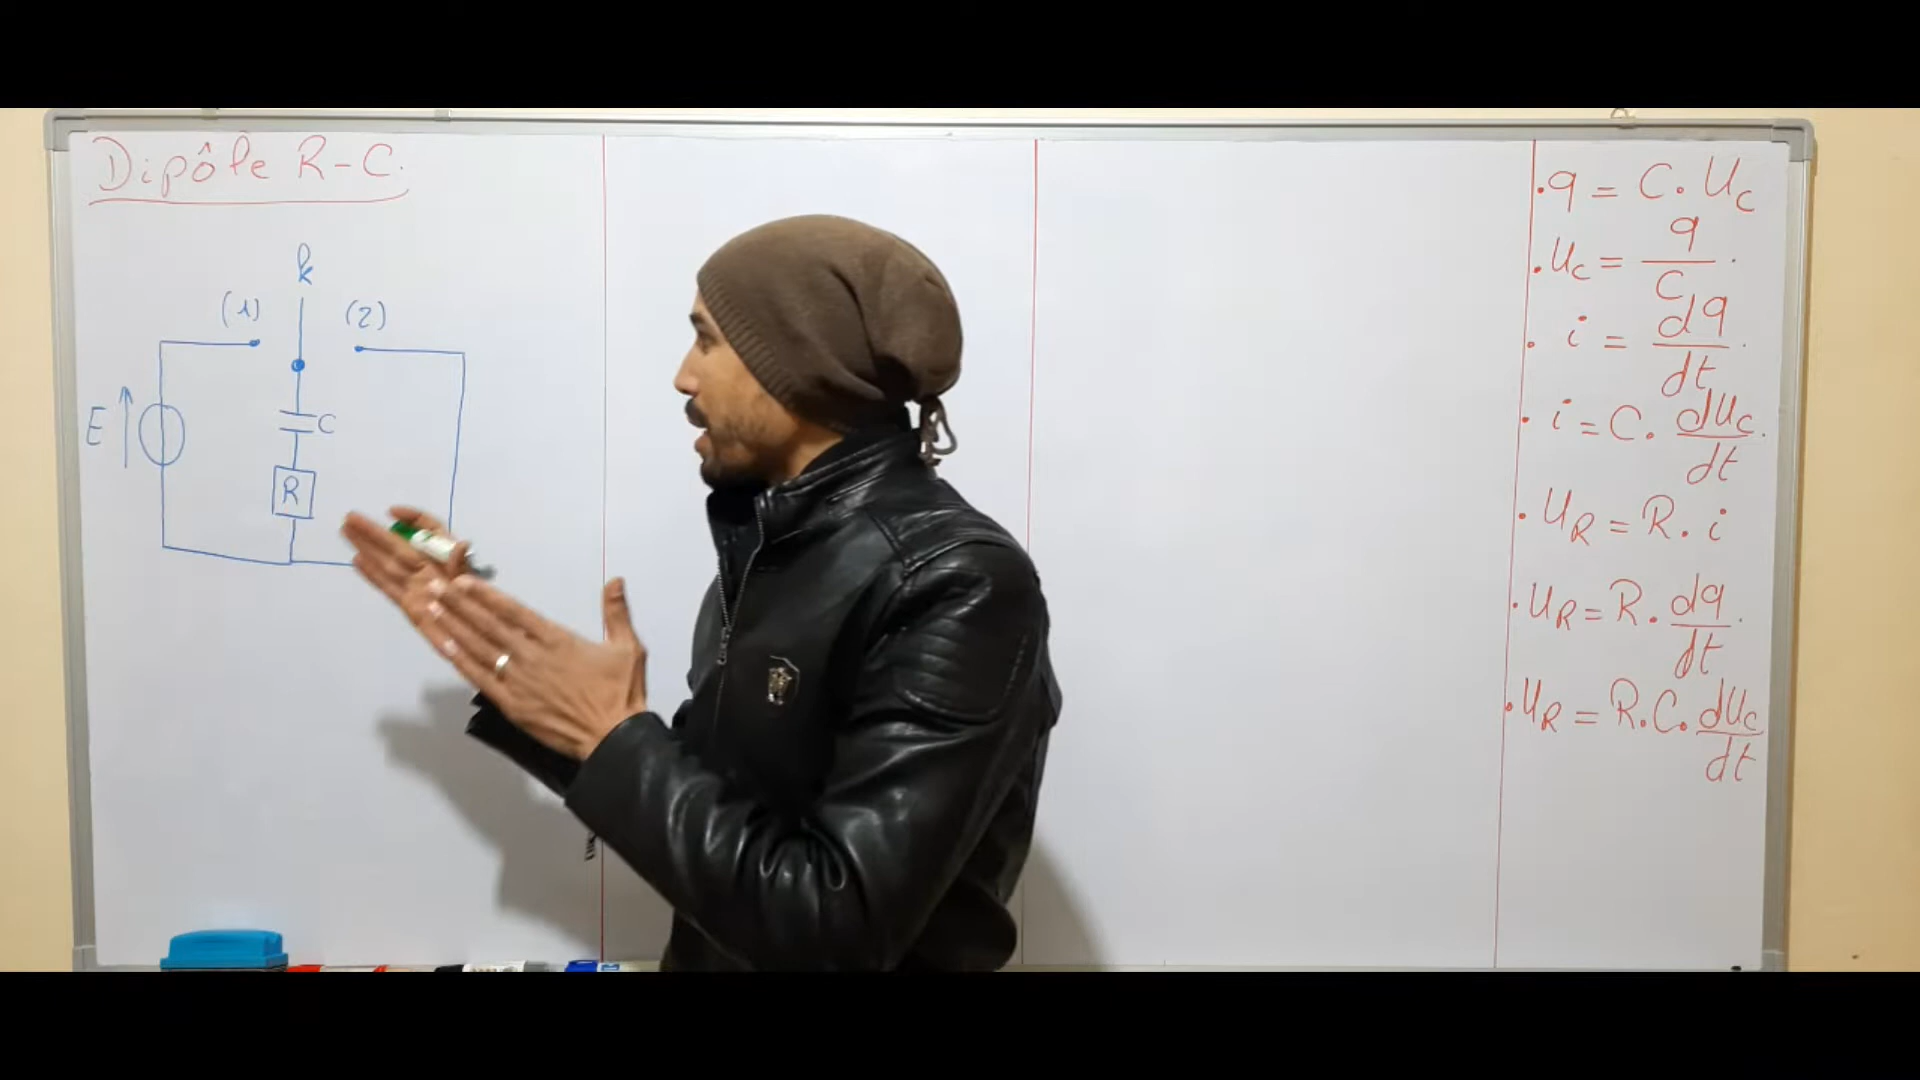 Dipôle R-C.
k
(1) (2)
E
C
R
. q = C. Uc
. Uc = q/C .
. i = dq/dt .
. i = C. dUc/dt .
. UR = R. i
. UR = R. dq/dt .
. UR = R.C. dUc/dt